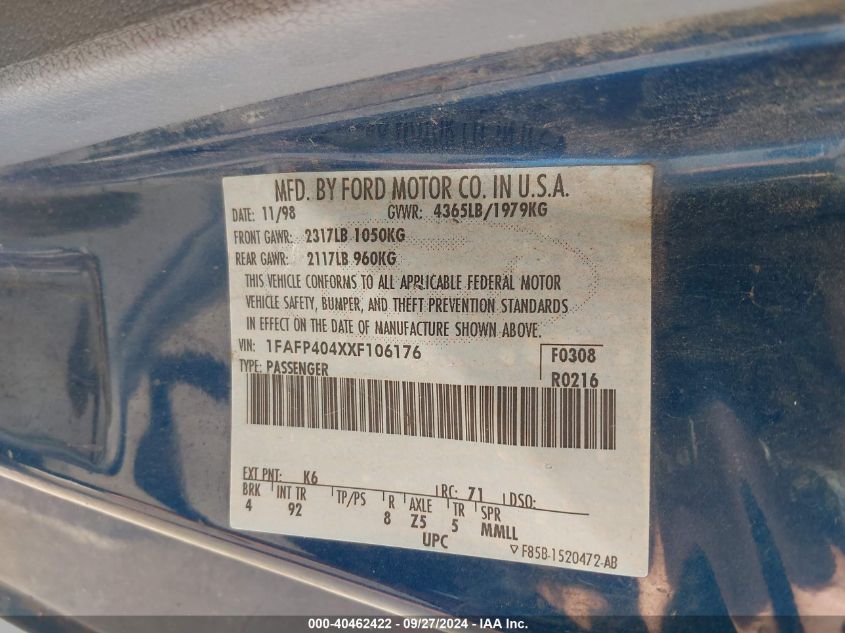 MFD. BY FORD MOTOR CO. IN U.S.A.
DATE: 11/98 GVWR: 4365LB/1979KG
FRONT GAWR: 2317LB 1050KG
REAR GAWR: 2117LB 960KG
THIS VEHICLE CONFORMS TO ALL APPLICABLE FEDERAL MOTOR
VEHICLE SAFETY, BUMPER, AND THEFT PREVENTION STANDARDS
IN EFFECT ON THE DATE OF MANUFACTURE SHOWN ABOVE.
VIN: 1FAFP404XXF106176 F0308
TYPE: PASSENGER R0216
EXT PNT: K6 RC: 71 DSO:
BRK INT TR TP/PS R AXLE TR SPR
4 92 8 Z5 5 MMLL
UPC ▽ F85B-1520472-AB
000-40462422 - 09/27/2024 - IAA Inc.